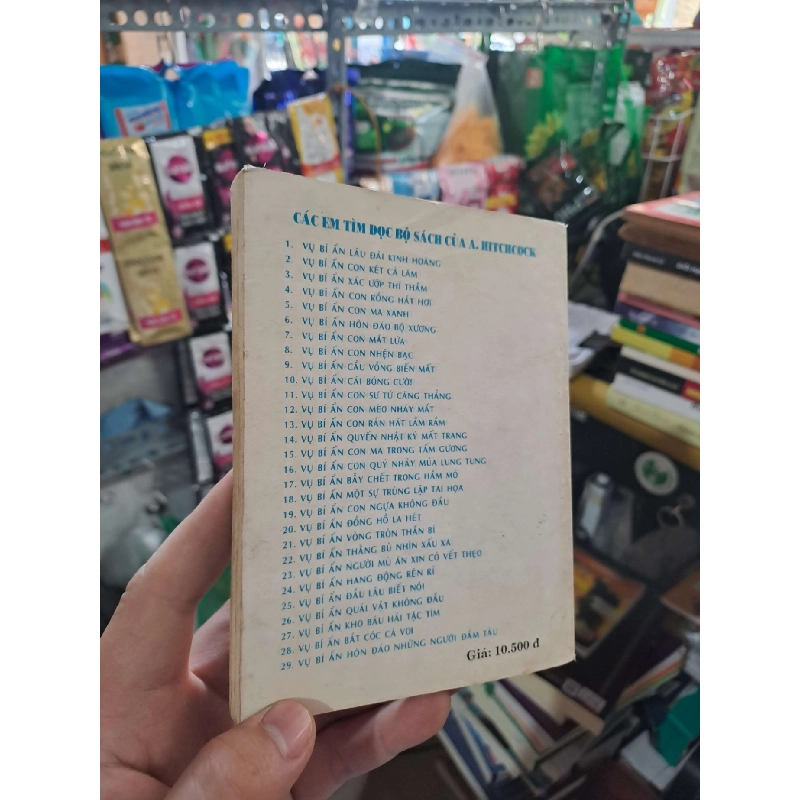 CÁC EM TÌM ĐỌC BỘ SÁCH CỦA A. HITCHCOCK
1. VỤ BÍ ẨN LÂU ĐÀI KINH HOÀNG
2. VỤ BÍ ẨN CON KÉT CÀ LĂM
3. VỤ BÍ ẨN XÁC ƯỚP THÌ THẦM
4. VỤ BÍ ẨN CON RỒNG HẮT HƠI
5. VỤ BÍ ẨN CON MA XANH
6. VỤ BÍ ẨN HÒN ĐẢO BỘ XƯƠNG
7. VỤ BÍ ẨN CON MẮT LỬA
8. VỤ BÍ ẨN CON NHỆN BẠC
9. VỤ BÍ ẨN CẦU VỒNG BIẾN MẤT
10. VỤ BÍ ẨN CÁI BÓNG CƯỜI
11. VỤ BÍ ẨN CON SƯ TỬ CĂNG THẲNG
12. VỤ BÍ ẨN CON MÈO NHÁY MẮT
13. VỤ BÍ ẨN CON RẮN HÁT LẦM RẦM
14. VỤ BÍ ẨN QUYỂN NHẬT KÝ MẤT TRANG
15. VỤ BÍ ẨN CON MA TRONG TẤM GƯƠNG
16. VỤ BÍ ẨN CON QUỶ NHẢY MÚA LUNG TUNG
17. VỤ BÍ ẨN BẪY CHẾT TRONG HẦM MỎ
18. VỤ BÍ ẨN MỘT SỰ TRÙNG LẶP TAI HỌA
19. VỤ BÍ ẨN CON NGỰA KHÔNG ĐẦU
20. VỤ BÍ ẨN ĐỒNG HỒ LA HÉT
21. VỤ BÍ ẨN VÒNG TRÒN THẦN BÍ
22. VỤ BÍ ẨN THẰNG BÙ NHÌN XẤU XA
23. VỤ BÍ ẨN NGƯỜI MÙ ĂN XIN CÓ VẾT THẸO
24. VỤ BÍ ẨN HANG ĐỘNG RÊN RỈ
25. VỤ BÍ ẨN ĐẦU LÂU BIẾT NÓI
26. VỤ BÍ ẨN QUÁI VẬT KHÔNG ĐẦU
27. VỤ BÍ ẨN KHO BÁU HẢI TẶC TÍM
28. VỤ BÍ ẨN BẮT CÓC CÁ VOI
29. VỤ BÍ ẨN HÒN ĐẢO NHỮNG NGƯỜI ĐẮM TÀU
Giá: 10.500 đ